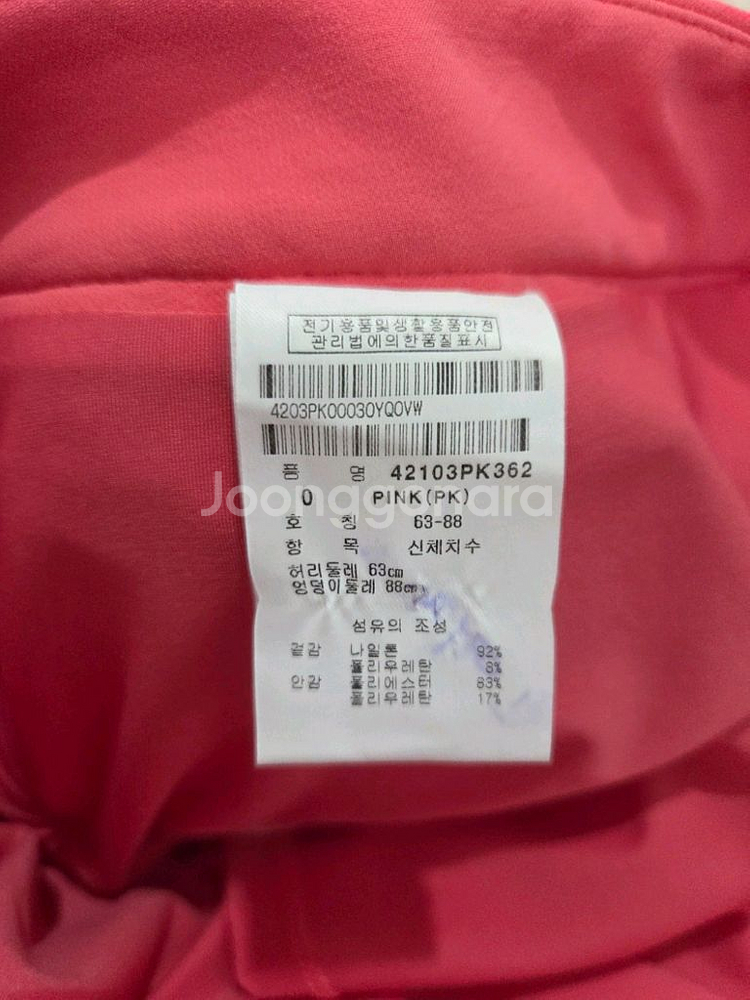 전기용품및생활용품안전
관리법에의한품질표시
4203PK00030YQOVW
품 명 42103PK362
0 PINK(PK)
Joonggonara
호 칭 63-88
항 목 신체치수
허리둘레 63cm
엉덩이둘레 88cm
섬유의 조성
겉감 나일론 92%
폴리우레탄 8%
안감 폴리에스터 83%
폴리우레탄 17%